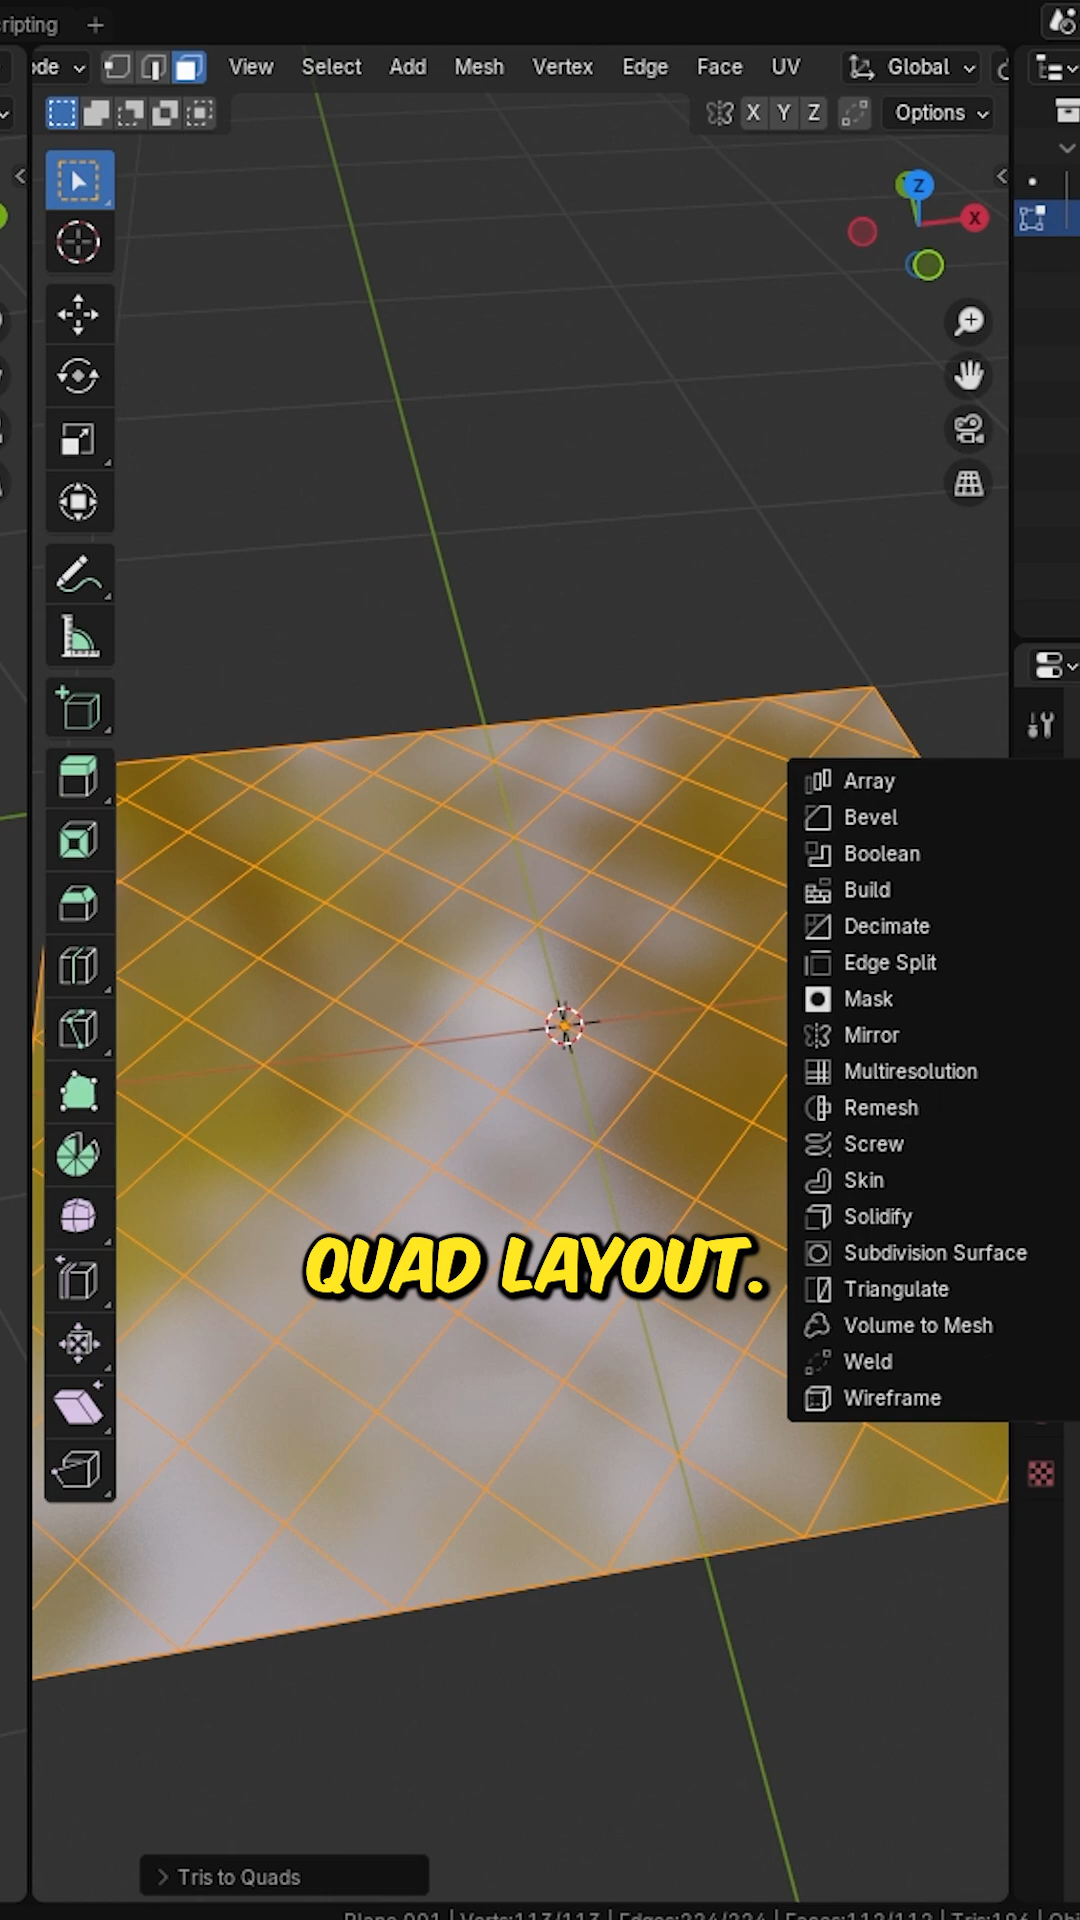 ripting +
ode View Select Add Mesh Vertex Edge Face UV Global
X Y Z Options
Z
X
Array
Bevel
Boolean
Build
Decimate
Edge Split
Mask
Mirror
Multiresolution
Remesh
Screw
Skin
Solidify
Subdivision Surface
Triangulate
Volume to Mesh
Weld
Wireframe
QUAD LAYOUT.
Tris to Quads